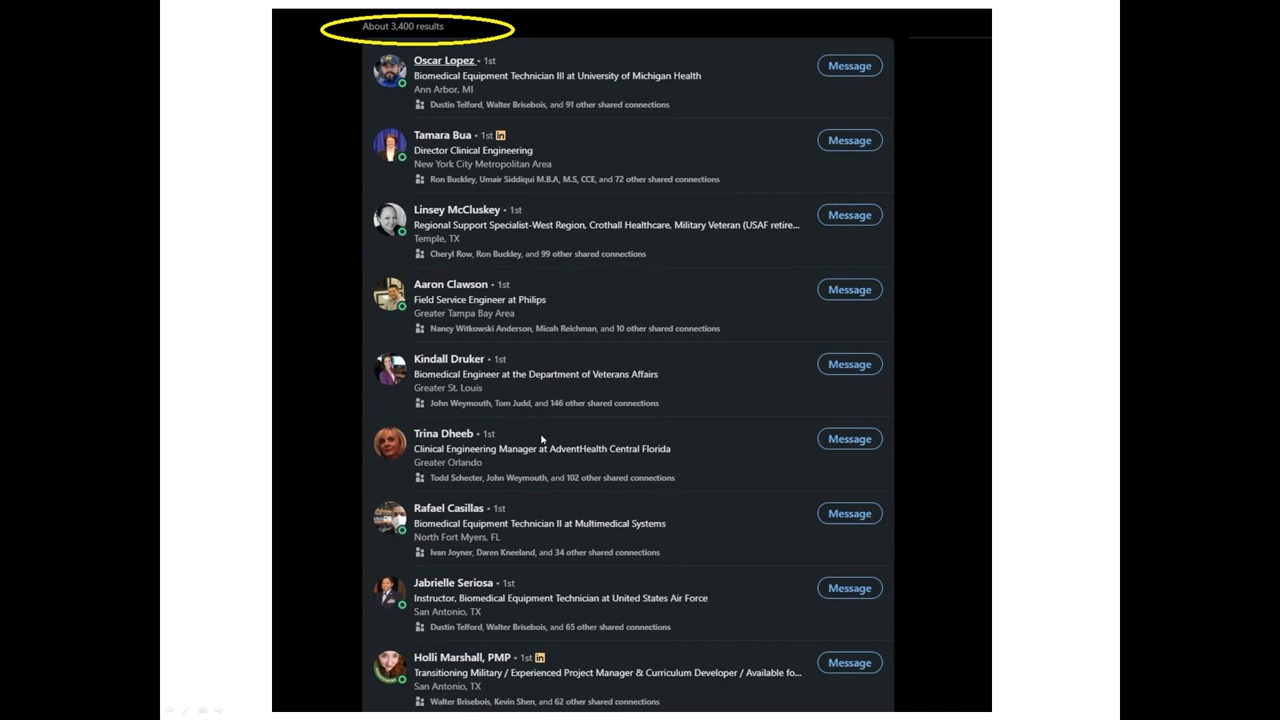 About 3,400 results
Oscar Lopez • 1st
Message
Biomedical Equipment Technician III at University of Michigan Health
Ann Arbor, MI
Dustin Telford, Walter Brisebois, and 91 other shared connections
Tamara Bua • 1st in
Message
Director Clinical Engineering
New York City Metropolitan Area
Ron Buckley, Umair Siddiqui M.B.A, M.S, CCE, and 72 other shared connections
Linsey McCluskey • 1st
Message
Regional Support Specialist-West Region, Crothall Healthcare, Military Veteran (USAF retire...
Temple, TX
Cheryl Row, Ron Buckley, and 99 other shared connections
Aaron Clawson • 1st
Message
Field Service Engineer at Philips
Greater Tampa Bay Area
Nancy Witkowski Anderson, Micah Reichman, and 10 other shared connections
Kindall Druker • 1st
Message
Biomedical Engineer at the Department of Veterans Affairs
Greater St. Louis
John Weymouth, Tom Judd, and 146 other shared connections
Trina Dheeb • 1st
Message
Clinical Engineering Manager at AdventHealth Central Florida
Greater Orlando
Todd Schecter, John Weymouth, and 102 other shared connections
Rafael Casillas • 1st
Message
Biomedical Equipment Technician II at Multimedical Systems
North Fort Myers, FL
Ivan Joyner, Daren Kneeland, and 34 other shared connections
Jabrielle Seriosa • 1st
Message
Instructor, Biomedical Equipment Technician at United States Air Force
San Antonio, TX
Dustin Telford, Walter Brisebois, and 65 other shared connections
Holli Marshall, PMP • 1st in
Message
Transitioning Military / Experienced Project Manager & Curriculum Developer / Available fo...
San Antonio, TX
Walter Brisebois, Kevin Shen, and 62 other shared connections